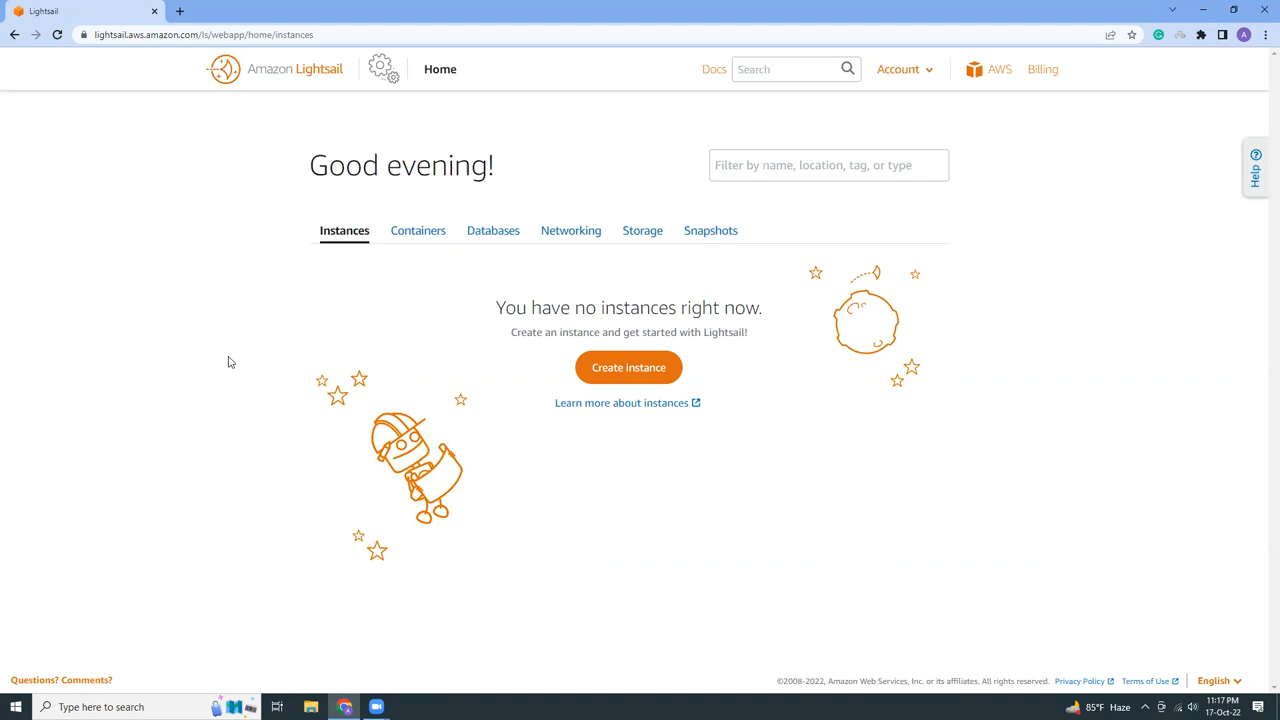 Lightsail
lightsail.aws.amazon.com/ls/webapp/home/instances
A
Amazon Lightsail
Home
Docs
Search
Account
AWS
Billing
Good evening!
Filter by name, location, tag, or type
Help
Instances
Containers
Databases
Networking
Storage
Snapshots
You have no instances right now.
Create an instance and get started with Lightsail!
Create instance
Learn more about instances
Questions? Comments?
©2008-2022, Amazon Web Services, Inc. or its affiliates. All rights reserved.
Privacy Policy
Terms of Use
English
Type here to search
85°F Haze
11:17 PM
17-Oct-22